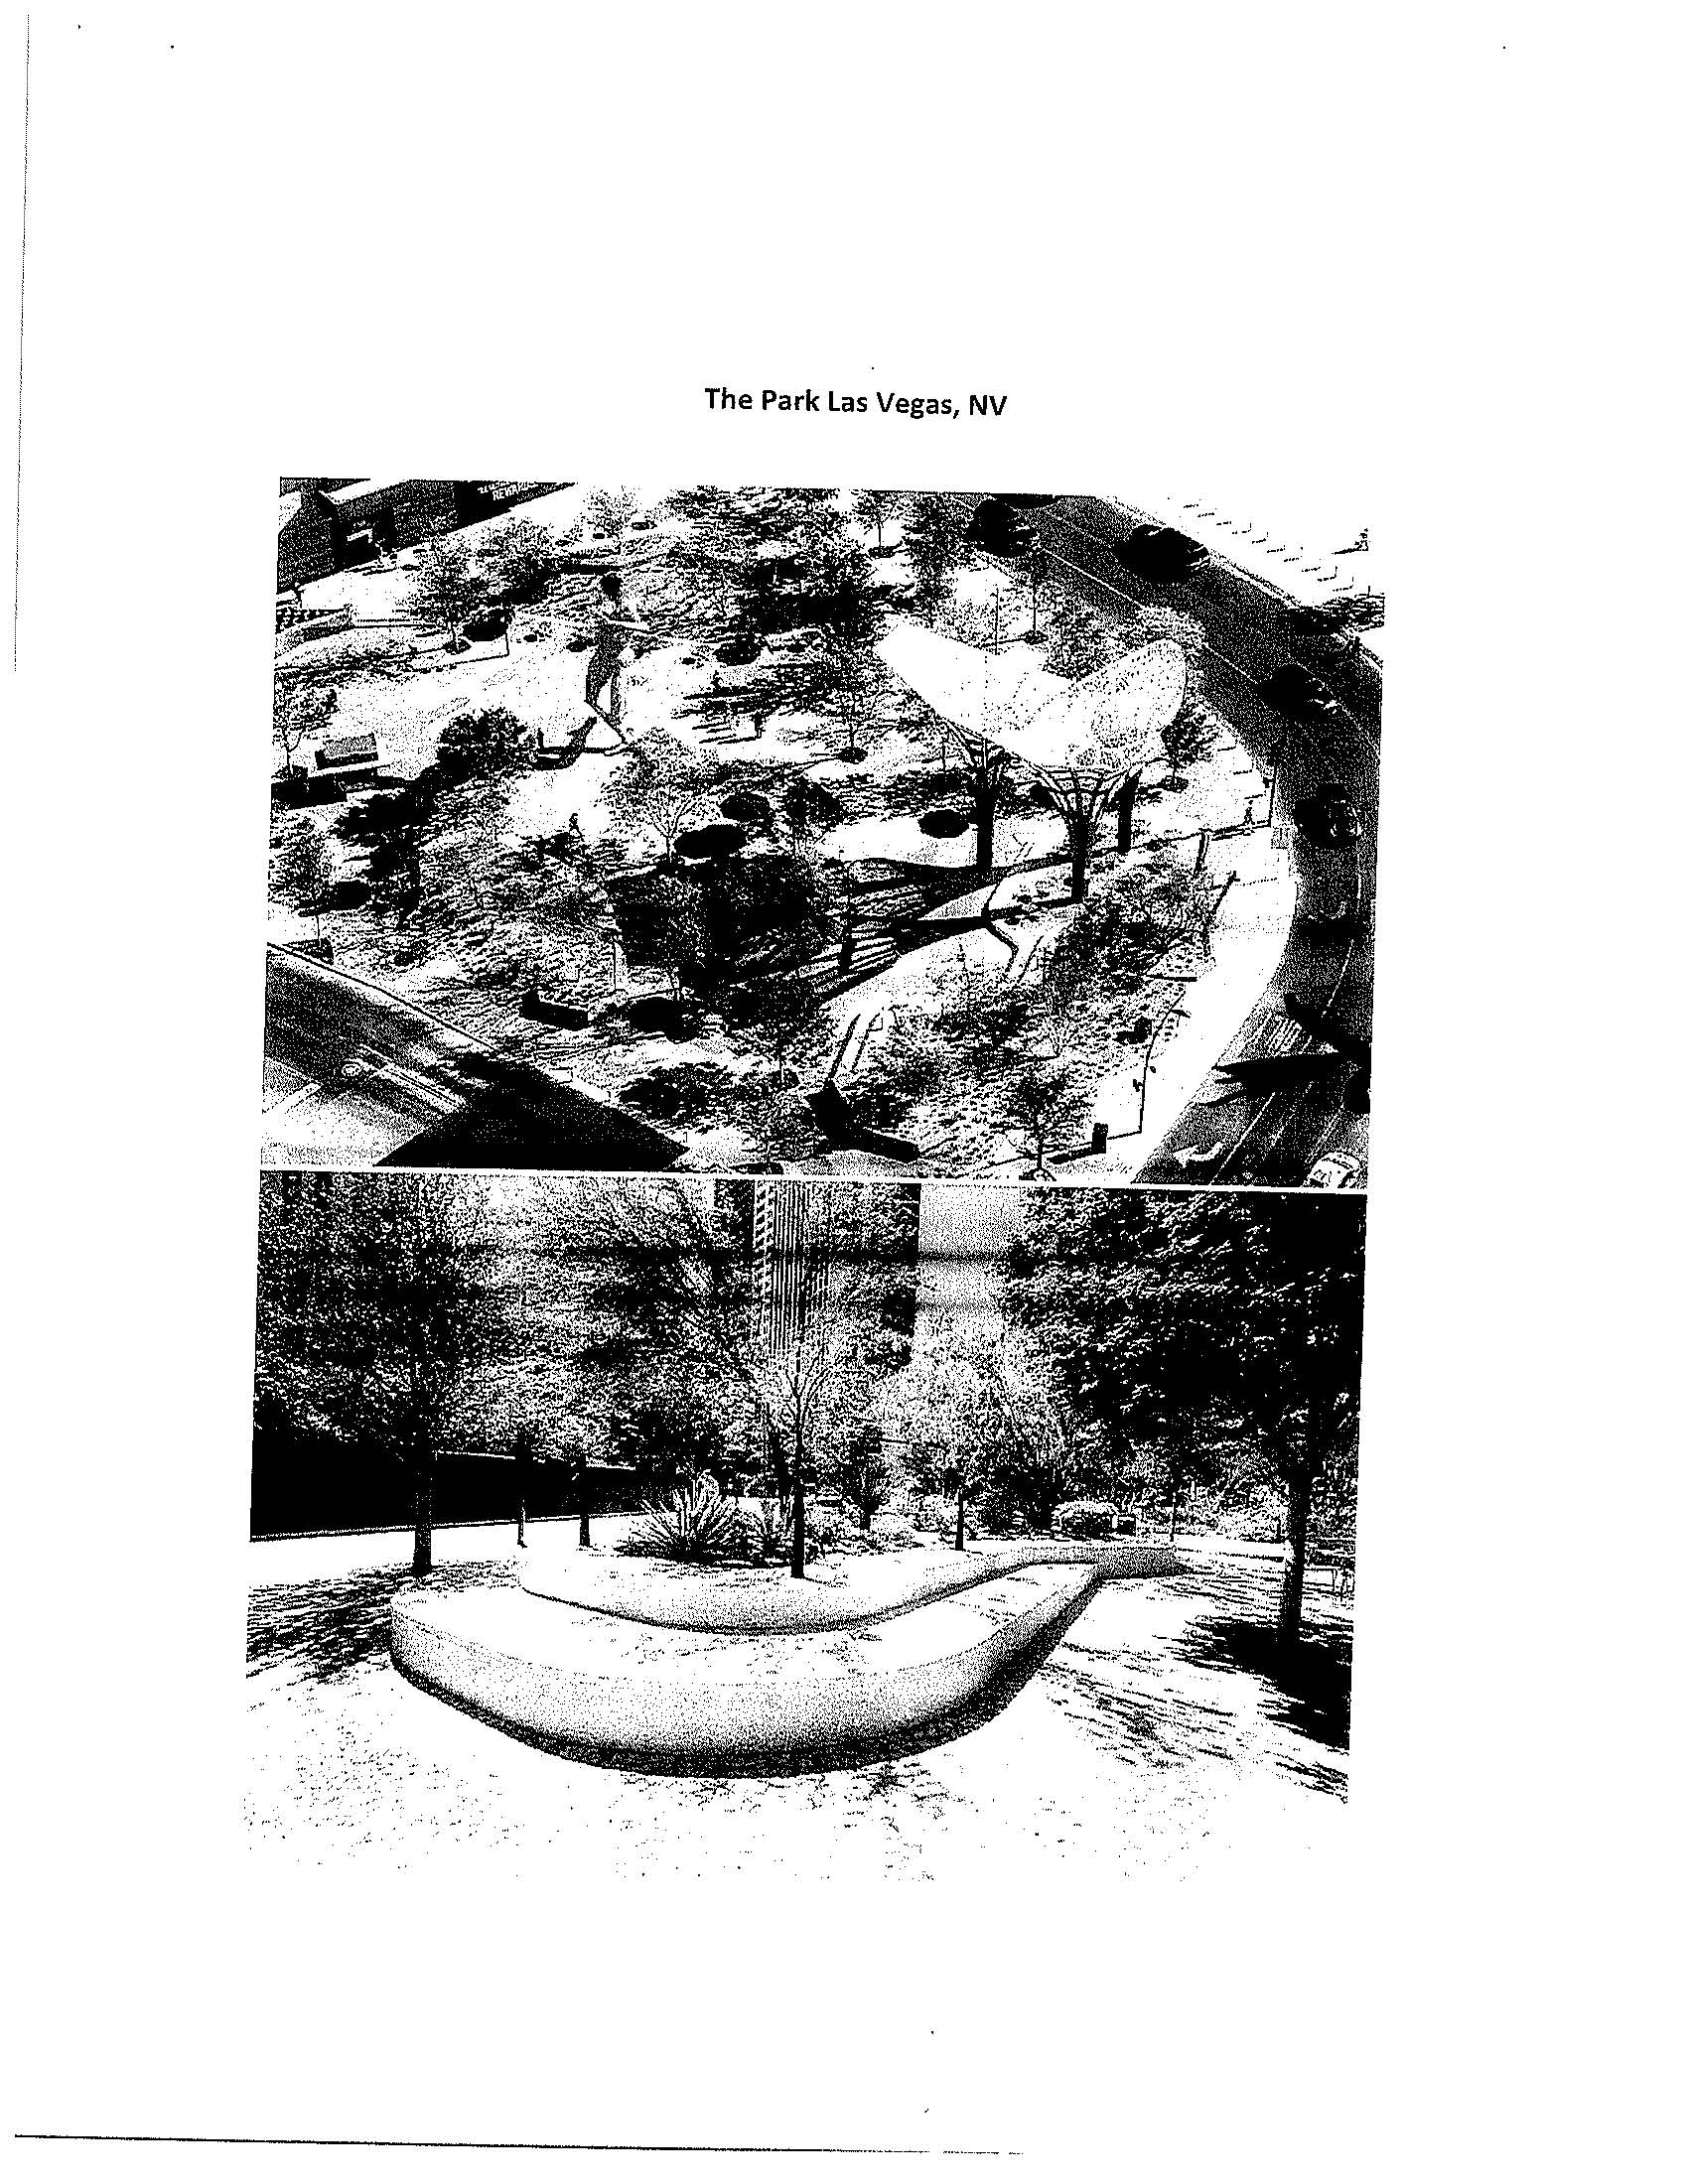 The Park Las Vegas, NV